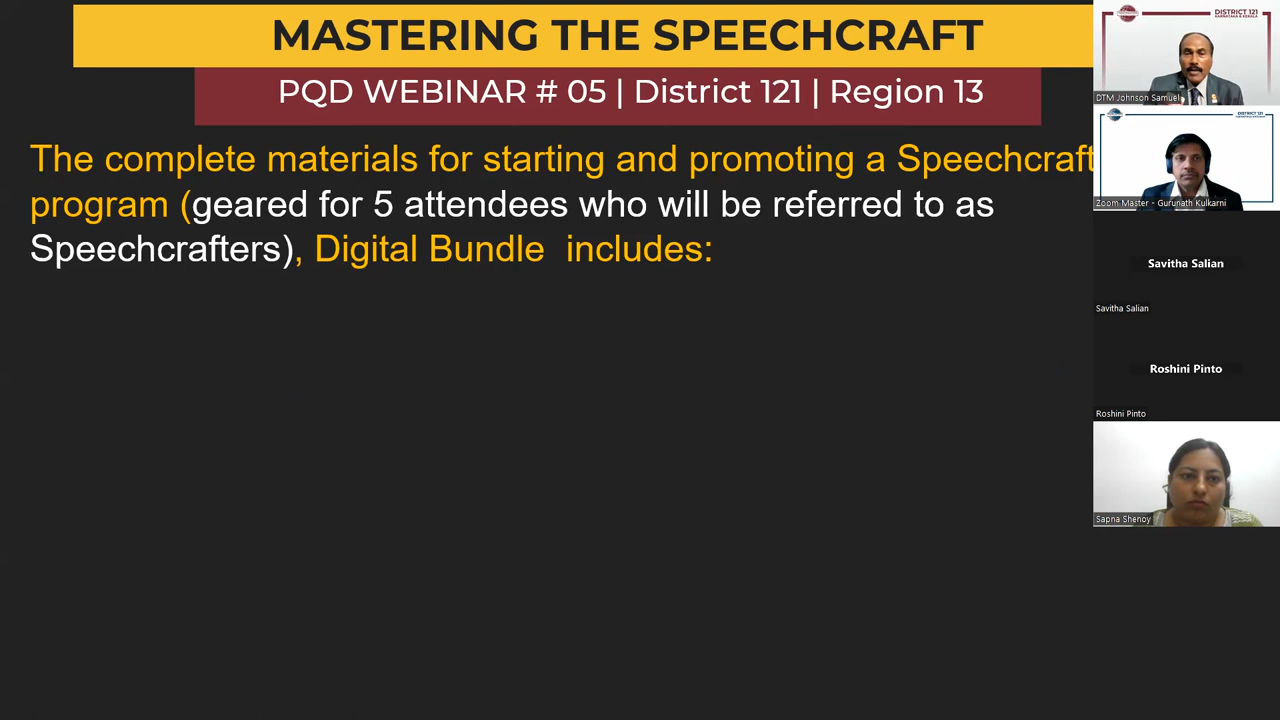 MASTERING THE SPEECHCRAFT
PQD WEBINAR # 05 | District 121 | Region 13
The complete materials for starting and promoting a Speechcraft
program (geared for 5 attendees who will be referred to as
Speechcrafters), Digital Bundle  includes:
DISTRICT 121
KARNATAKA & KERALA
DTM Johnson Samuel
DISTRICT 121
Zoom Master - Gurunath Kulkarni
Savitha Salian
Savitha Salian
Roshini Pinto
Roshini Pinto
Sapna Shenoy